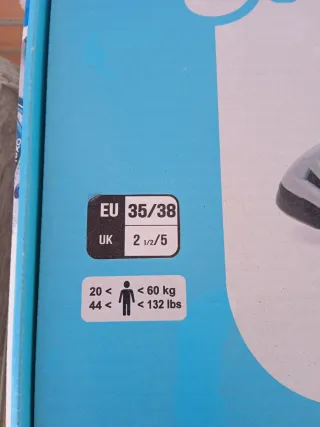 EU 35/38
UK 2 1/2/5
20 < < 60 kg
44 < < 132 lbs